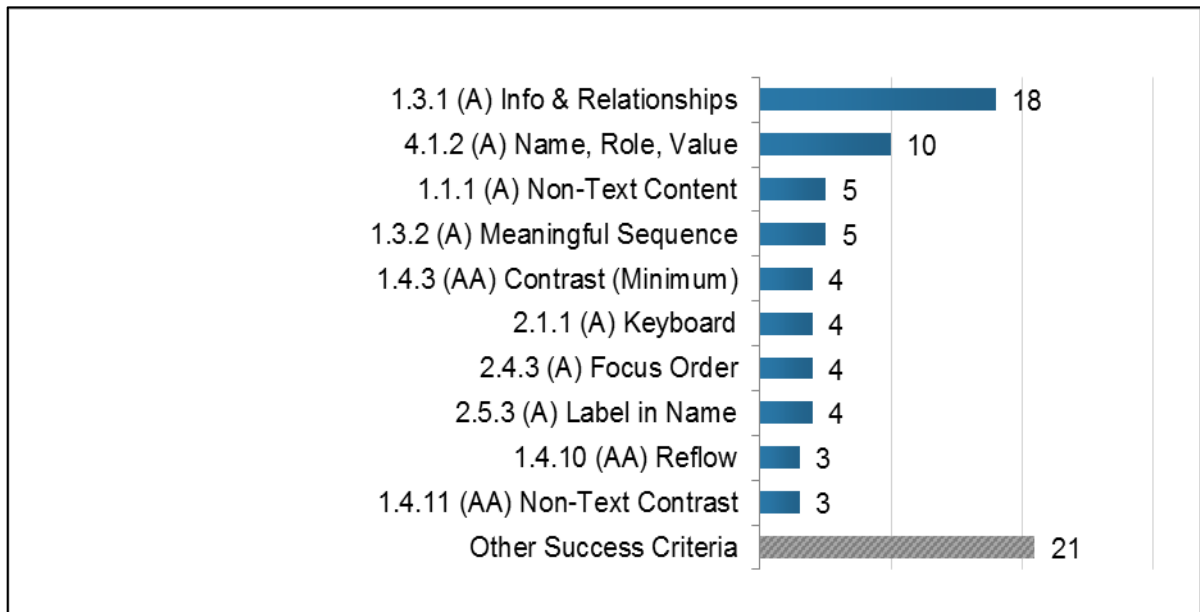 1.3.1 (A) Info & Relationships 18
4.1.2 (A) Name, Role, Value 10
1.1.1 (A) Non-Text Content 5
1.3.2 (A) Meaningful Sequence 5
1.4.3 (AA) Contrast (Minimum) 4
2.1.1 (A) Keyboard 4
2.4.3 (A) Focus Order 4
2.5.3 (A) Label in Name 4
1.4.10 (AA) Reflow 3
1.4.11 (AA) Non-Text Contrast 3
Other Success Criteria 21